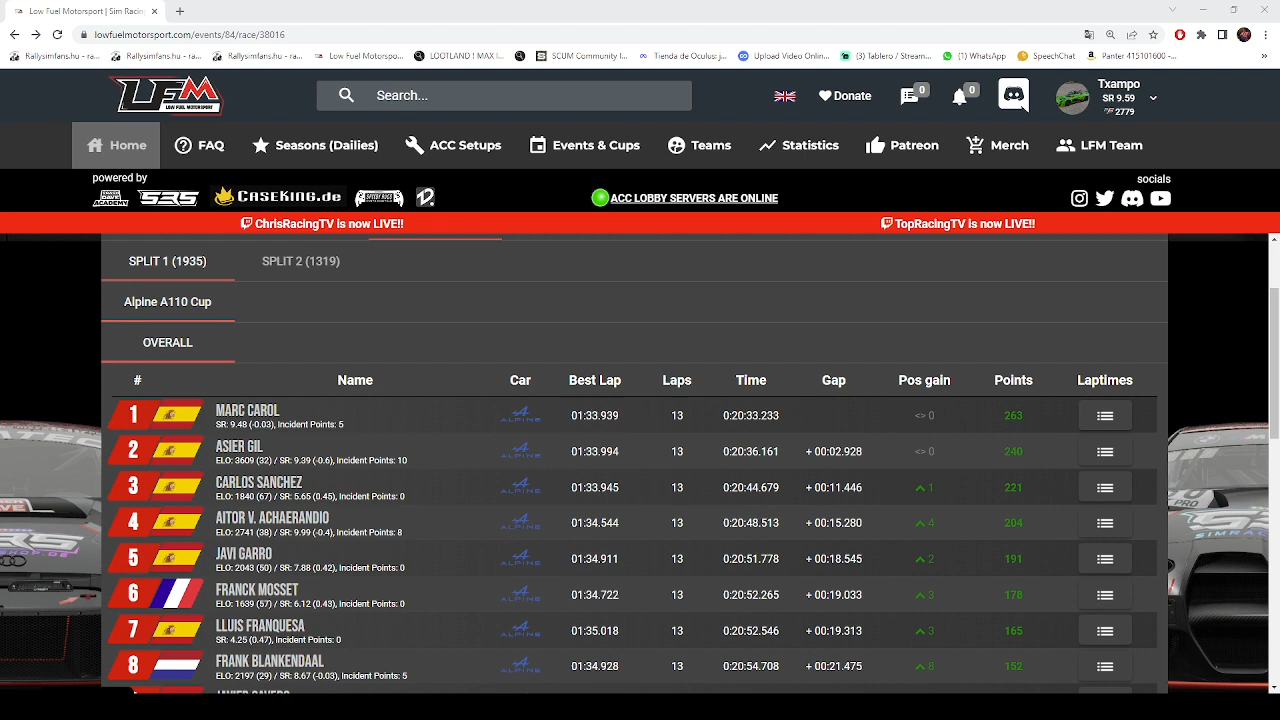 Low Fuel Motorsport | Sim Racing
lowfuelmotorsport.com/events/84/race/38016
Rallysimfans.hu - ... Rallysimfans.hu - ... Rallysimfans.hu - ... Low Fuel Motorsport... LOOTLAND ! MAX l... SCUM Community I... Tienda de Oculus: j... Upload Video Onlin... (3) Tablero / Stream... (1) WhatsApp SpeechChat Panter 415101600 -... »
LFM
LOW FUEL MOTORSPORT
Search...
Donate
0
0
Txampo
SR 9.59
2779
Home FAQ Seasons (Dailies) ACC Setups Events & Cups Teams Statistics Patreon Merch LFM Team
powered by
socials
CASEKING.de
ACC LOBBY SERVERS ARE ONLINE
ChrisRacingTV is now LIVE!! TopRacingTV is now LIVE!!
SPLIT 1 (1935) SPLIT 2 (1319)
Alpine A110 Cup
OVERALL
# Name Car Best Lap Laps Time Gap Pos gain Points Laptimes
1 MARC CAROL ALPINE 01:33.939 13 0:20:33.233 <> 0 263
SR: 9.48 (-0.03), Incident Points: 5
2 ASIER GIL ALPINE 01:33.994 13 0:20:36.161 + 00:02.928 <> 0 240
ELO: 3609 (32) / SR: 9.39 (-0.6), Incident Points: 10
3 CARLOS SANCHEZ ALPINE 01:33.945 13 0:20:44.679 + 00:11.446 1 221
ELO: 1840 (67) / SR: 5.65 (0.45), Incident Points: 0
4 AITOR V. ACHAERANDIO ALPINE 01:34.544 13 0:20:48.513 + 00:15.280 4 204
ELO: 2741 (38) / SR: 9.99 (-0.4), Incident Points: 8
5 JAVI GARRO ALPINE 01:34.911 13 0:20:51.778 + 00:18.545 2 191
ELO: 2043 (50) / SR: 7.88 (0.42), Incident Points: 0
6 FRANCK MOSSET ALPINE 01:34.722 13 0:20:52.265 + 00:19.033 3 178
ELO: 1639 (57) / SR: 6.12 (0.43), Incident Points: 0
7 LLUIS FRANQUESA ALPINE 01:35.018 13 0:20:52.546 + 00:19.313 3 165
SR: 4.25 (0.47), Incident Points: 0
8 FRANK BLANKENDAAL ALPINE 01:34.928 13 0:20:54.708 + 00:21.475 8 152
ELO: 2197 (29) / SR: 8.67 (-0.03), Incident Points: 5